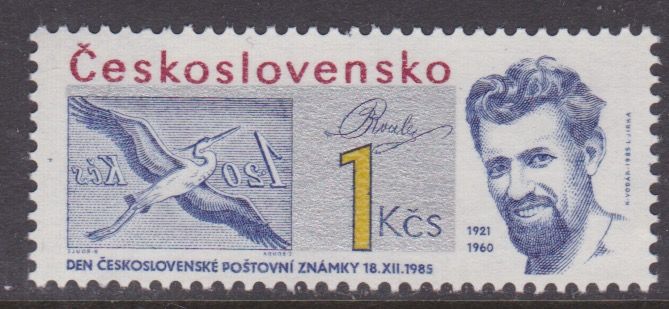 Československo
1,20
Kčs
1 Kčs
1921
1960
DEN ČESKOSLOVENSKÉ POŠTOVNÍ ZNÁMKY 18.XII.1985